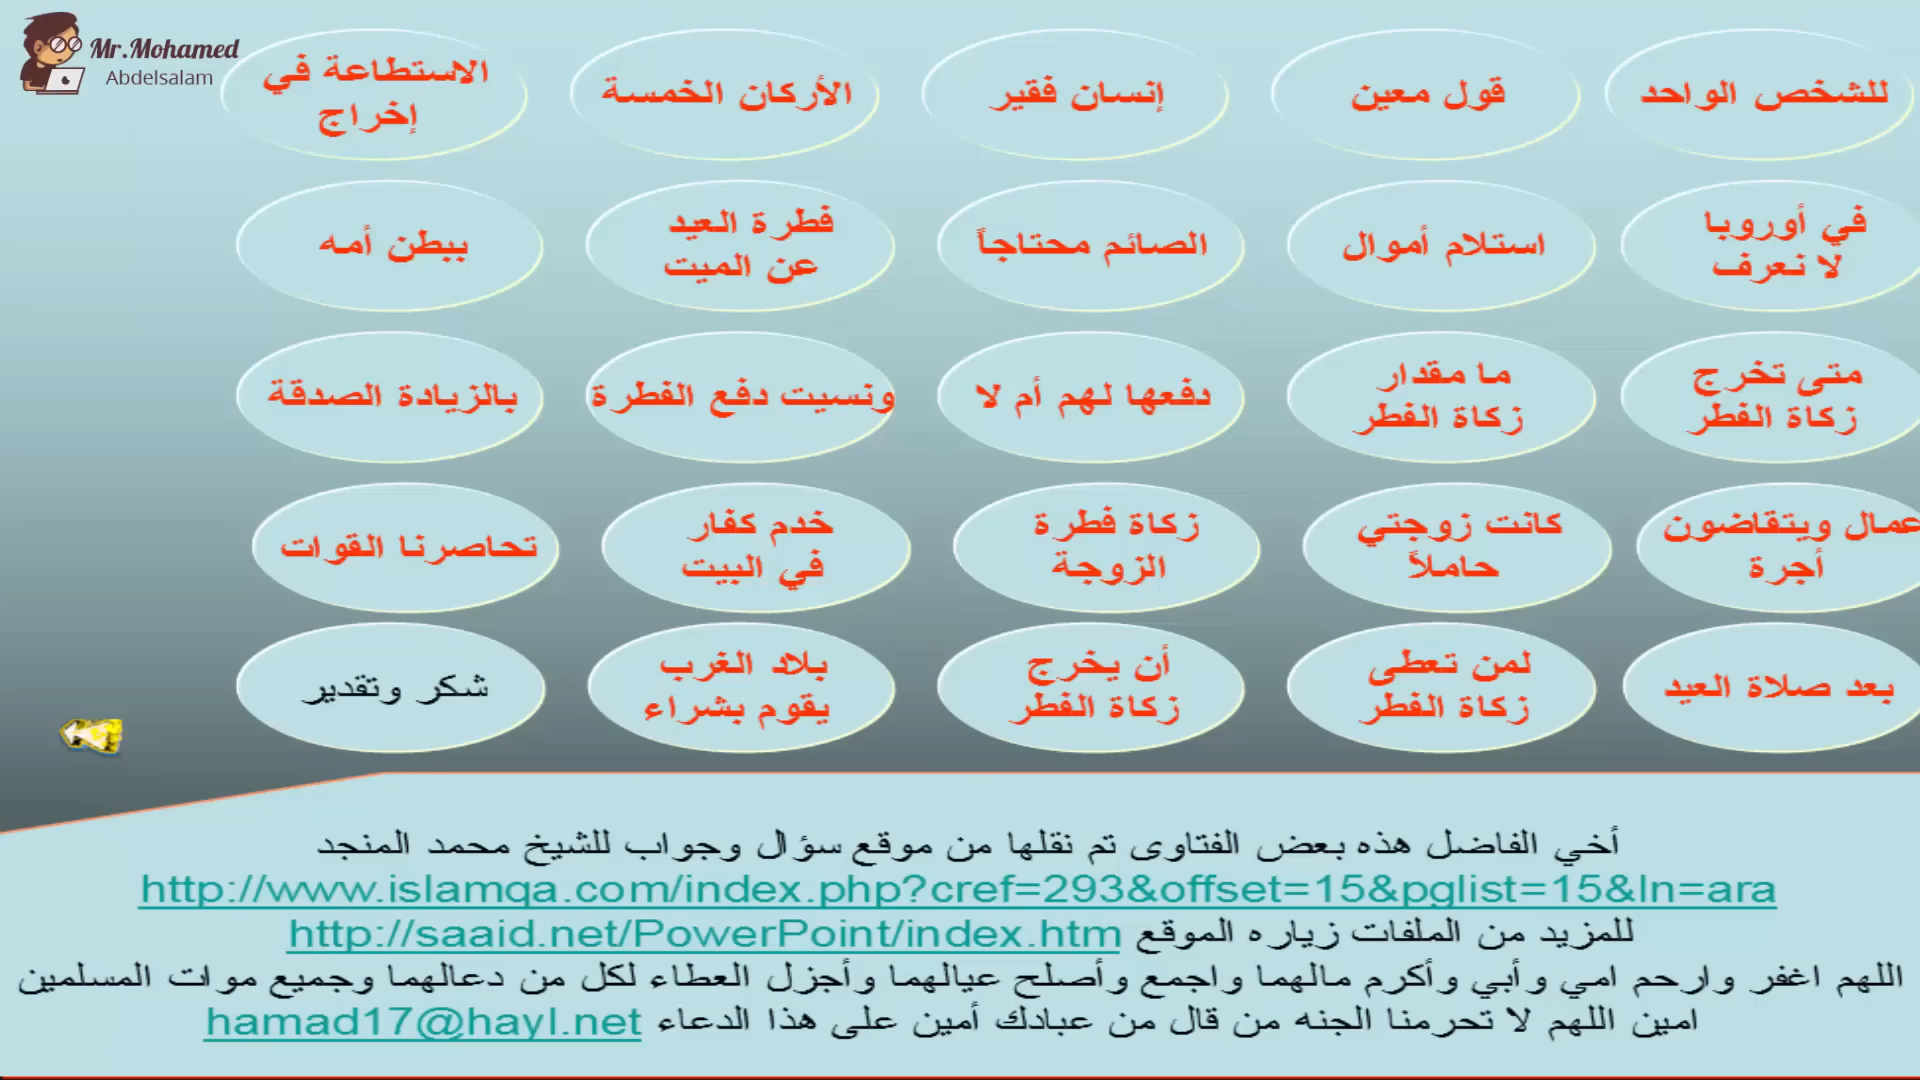 Mr.Mohamed
Abdelsalam
للشخص الواحد
قول معين
إنسان فقير
الأركان الخمسة
الاستطاعة في
إخراج
في أوروبا
لا نعرف
استلام أموال
الصائم محتاجاً
فطرة العيد
عن الميت
ببطن أمه
متى تخرج
زكاة الفطر
ما مقدار
زكاة الفطر
دفعها لهم أم لا
ونسيت دفع الفطرة
بالزيادة الصدقة
عمال ويتقاضون
أجرة
كانت زوجتي
حاملاً
زكاة فطرة
الزوجة
خدم كفار
في البيت
تحاصرنا القوات
بعد صلاة العيد
لمن تعطى
زكاة الفطر
أن يخرج
زكاة الفطر
بلاد الغرب
يقوم بشراء
شكر وتقدير
أخي الفاضل هذه بعض الفتاوى تم نقلها من موقع سؤال وجواب للشيخ محمد المنجد
http://www.islamqa.com/index.php?cref=293&offset=15&pglist=15&ln=ara
للمزيد من الملفات زياره الموقع http://saaid.net/PowerPoint/index.htm
اللهم اغفر وارحم امي وأبي وأكرم مالهما واجمع وأصلح عيالهما وأجزل العطاء لكل من دعالهما وجميع موات المسلمين
امين اللهم لا تحرمنا الجنه من قال من عبادك أمين على هذا الدعاء hamad17@hayl.net